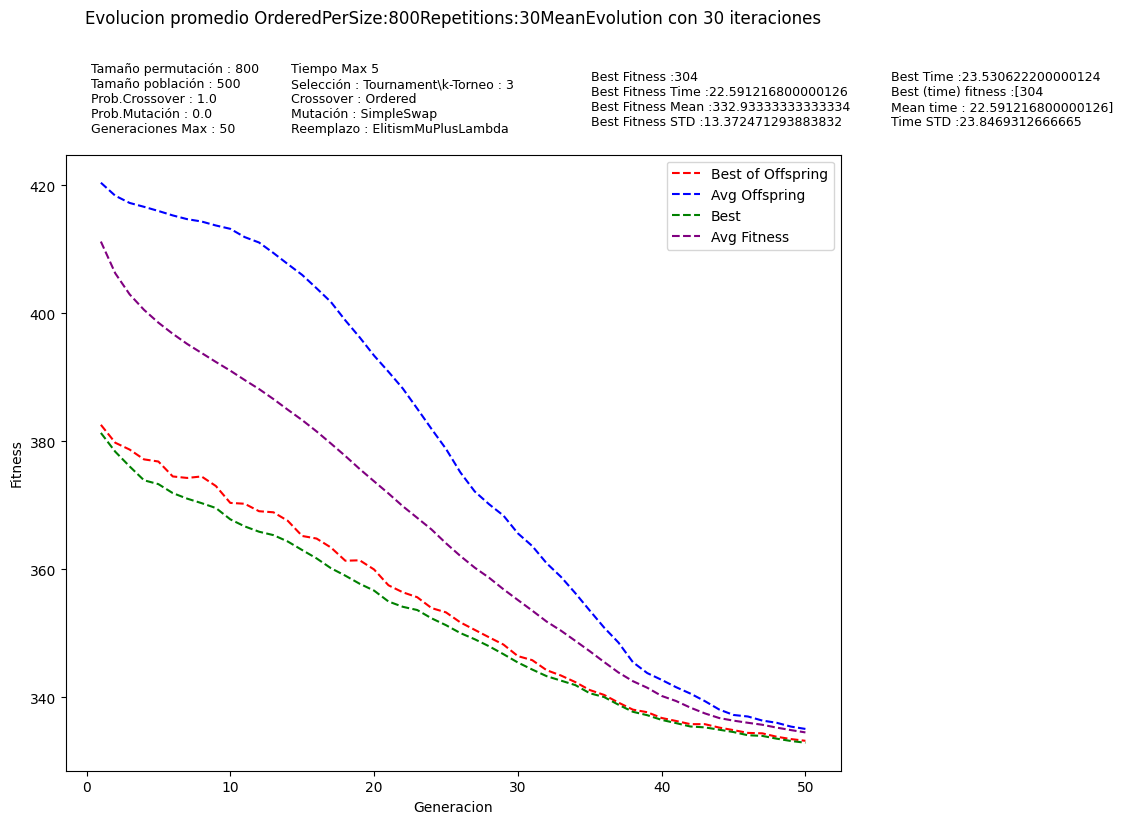 Evolucion promedio OrderedPerSize:800Repetitions:30MeanEvolution con 30 iteraciones
Tamaño permutación : 800
Tamaño población : 500
Prob.Crossover : 1.0
Prob.Mutación : 0.0
Generaciones Max : 50
Tiempo Max 5
Selección : Tournament\k-Torneo : 3
Crossover : Ordered
Mutación : SimpleSwap
Reemplazo : ElitismMuPlusLambda
Best Fitness :304
Best Fitness Time :22.591216800000126
Best Fitness Mean :332.93333333333334
Best Fitness STD :13.372471293883832
Best Time :23.530622200000124
Best (time) fitness :[304
Mean time : 22.591216800000126]
Time STD :23.8469312666665
Best of Offspring
Avg Offspring
Best
Avg Fitness
Fitness
420
400
380
360
340
0 10 20 30 40 50
Generacion